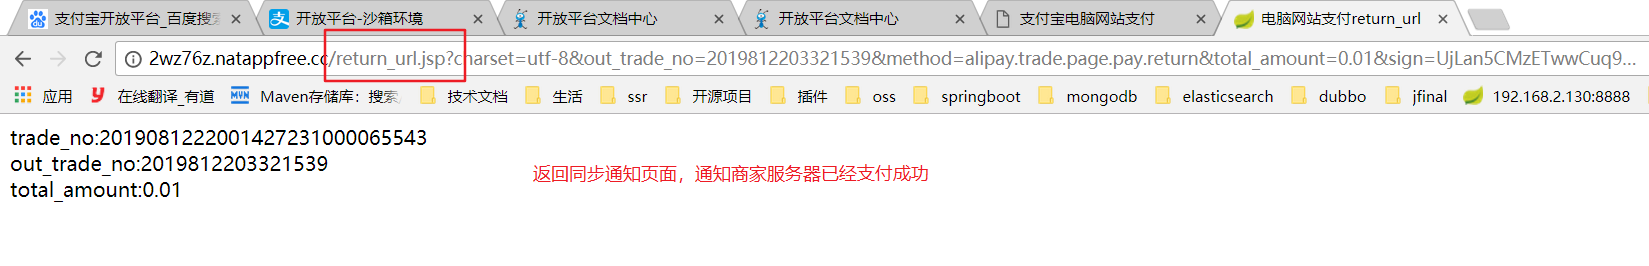 支付宝开放平台_百度搜索
开放平台-沙箱环境
开放平台文档中心
开放平台文档中心
支付宝电脑网站支付
电脑网站支付return_url
2wz76z.natappfree.cc/return_url.jsp?charset=utf-8&out_trade_no=2019812203321539&method=alipay.trade.page.pay.return&total_amount=0.01&sign=UjLan5CMzETwwCuq9...
应用 在线翻译_有道 Maven存储库：搜索 技术文档 生活 ssr 开源项目 插件 oss springboot mongodb elasticsearch dubbo jfinal 192.168.2.130:8888
trade_no:2019081222001427231000065543
out_trade_no:2019812203321539
total_amount:0.01
返回同步通知页面，通知商家服务器已经支付成功